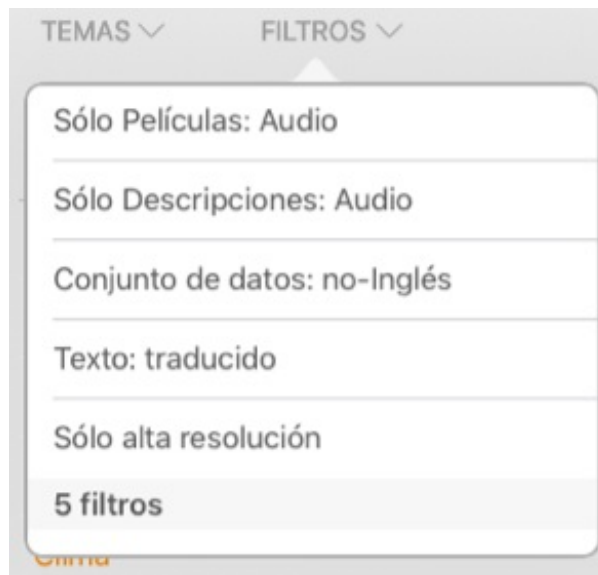 TEMAS FILTROS
Sólo Películas: Audio
Sólo Descripciones: Audio
Conjunto de datos: no-Inglés
Texto: traducido
Sólo alta resolución
5 filtros
Clima